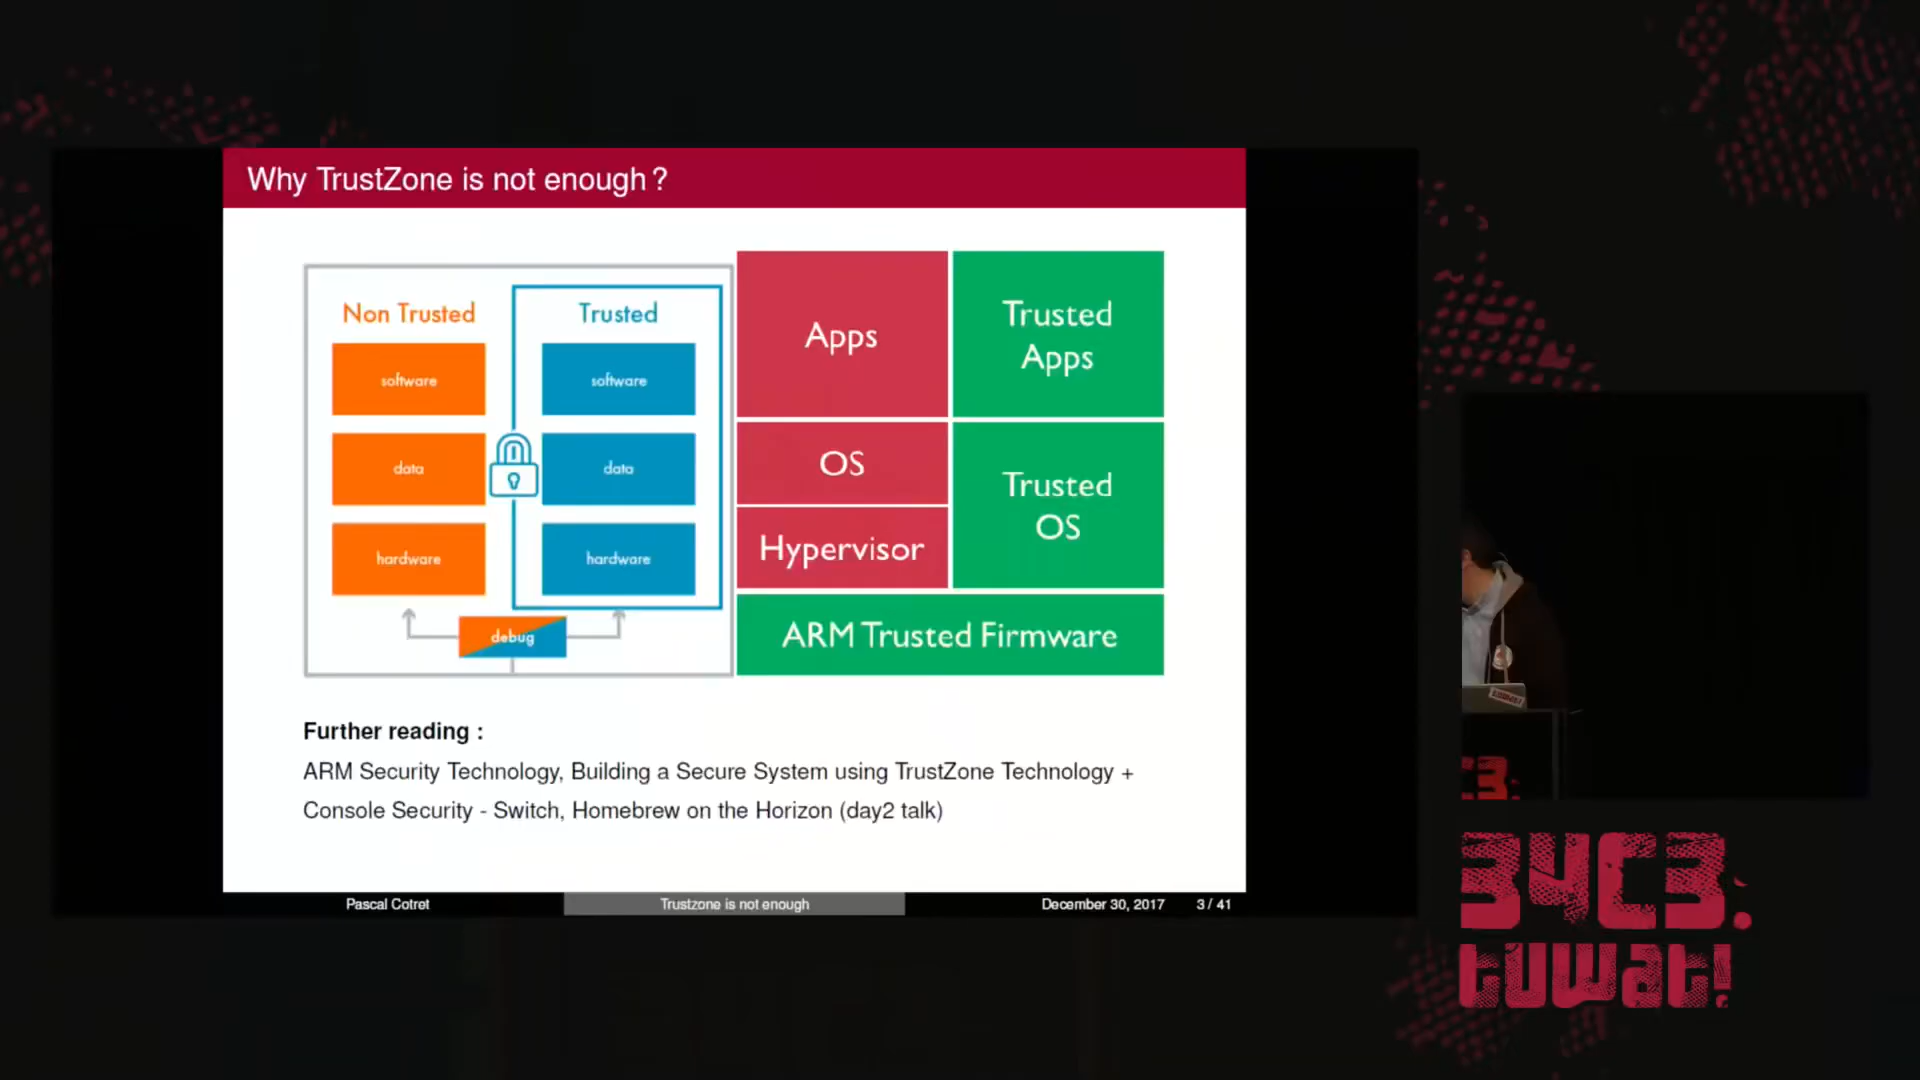 Why TrustZone is not enough ?
Non Trusted
Trusted
software
software
data
data
hardware
hardware
debug
Apps
Trusted
Apps
OS
Trusted
OS
Hypervisor
ARM Trusted Firmware
Further reading :
ARM Security Technology, Building a Secure System using TrustZone Technology +
Console Security - Switch, Homebrew on the Horizon (day2 talk)
Pascal Cotret
Trustzone is not enough
December 30, 2017
3 / 41
C3:
34C3.
tuwat!